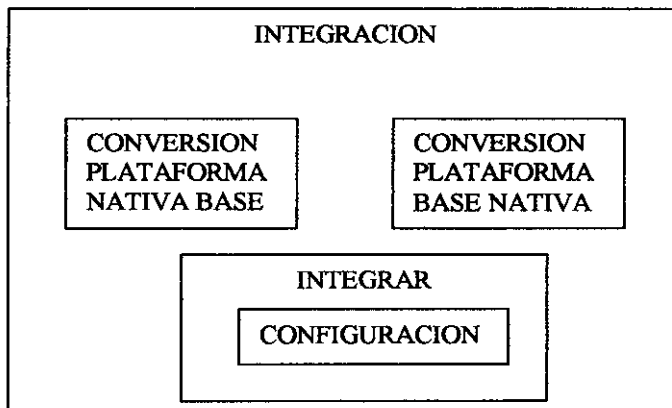 INTEGRACION
CONVERSION
PLATAFORMA
NATIVA BASE
CONVERSION
PLATAFORMA
BASE NATIVA
INTEGRAR
CONFIGURACION